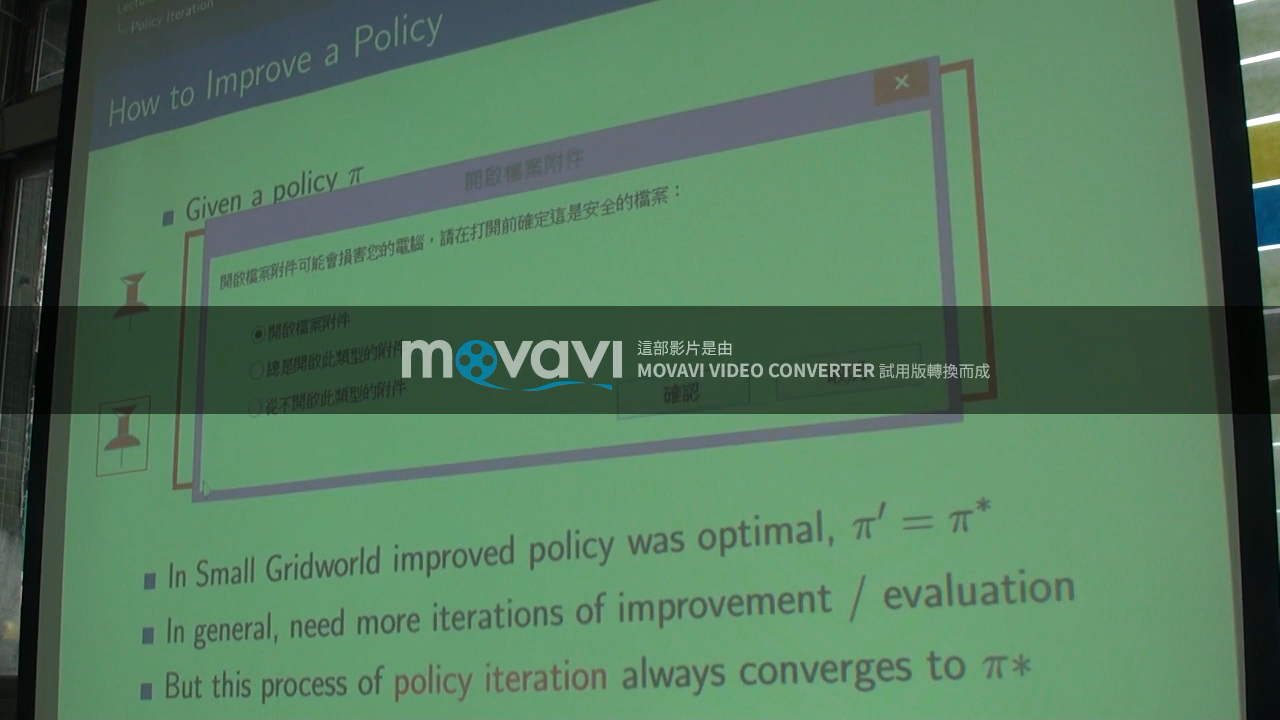 Policy Iteration
How to Improve a Policy
Given a policy π
開啟檔案附件
開啟檔案附件可能會損害您的電腦，請在打開前確定這是安全的檔案：
開啟檔案附件
總是開啟此類型的附件
從不開啟此類型的附件
確認
movavi
這部影片是由
MOVAVI VIDEO CONVERTER 試用版轉換而成
In Small Gridworld improved policy was optimal, π′ = π*
In general, need more iterations of improvement / evaluation
But this process of policy iteration always converges to π∗